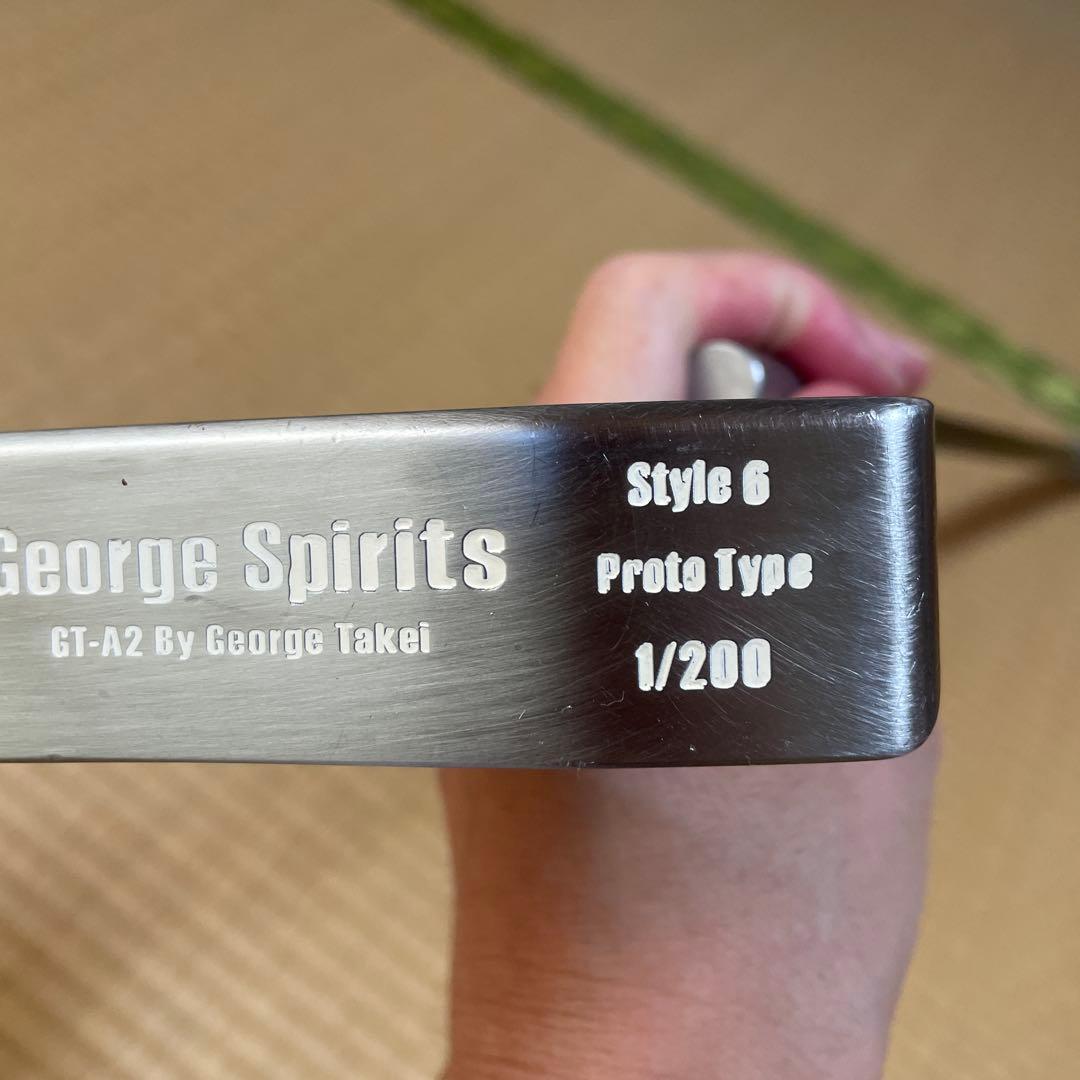 George Spirits
GT-A2 By George Takei
Style 6
Proto Type
1/200